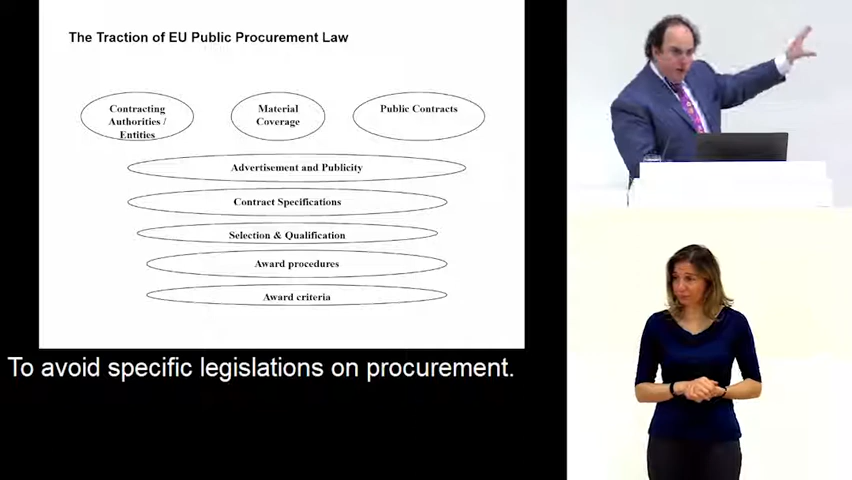 The Traction of EU Public Procurement Law
Contracting
Authorities /
Entities
Material
Coverage
Public Contracts
Advertisement and Publicity
Contract Specifications
Selection & Qualification
Award procedures
Award criteria
To avoid specific legislations on procurement.